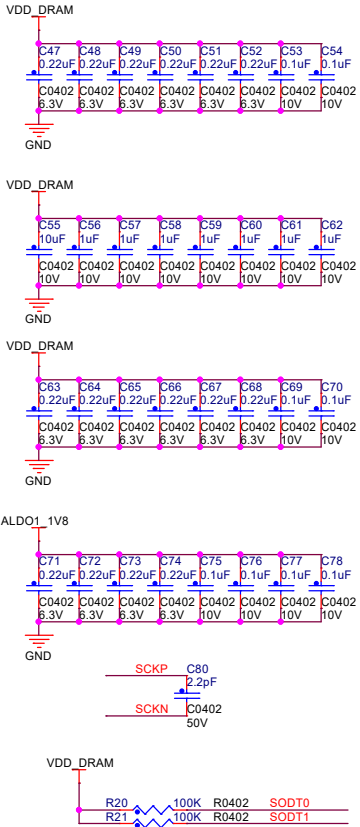 VDD_DRAM
C47 C48 C49 C50 C51 C52 C53 C54
0.22uF 0.22uF 0.22uF 0.22uF 0.22uF 0.22uF 0.1uF 0.1uF
C0402 C0402 C0402 C0402 C0402 C0402 C0402 C0402
6.3V 6.3V 6.3V 6.3V 6.3V 6.3V 10V 10V
GND
VDD_DRAM
C55 C56 C57 C58 C59 C60 C61 C62
10uF 1uF 1uF 1uF 1uF 1uF 1uF 1uF
C0402 C0402 C0402 C0402 C0402 C0402 C0402 C0402
10V 10V 10V 10V 10V 10V 10V 10V
GND
VDD_DRAM
C63 C64 C65 C66 C67 C68 C69 C70
0.22uF 0.22uF 0.22uF 0.22uF 0.22uF 0.22uF 0.1uF 0.1uF
C0402 C0402 C0402 C0402 C0402 C0402 C0402 C0402
6.3V 6.3V 6.3V 6.3V 6.3V 6.3V 10V 10V
GND
ALDO1_1V8
C71 C72 C73 C74 C75 C76 C77 C78
0.22uF 0.22uF 0.22uF 0.22uF 0.1uF 0.1uF 0.1uF 0.1uF
C0402 C0402 C0402 C0402 C0402 C0402 C0402 C0402
6.3V 6.3V 6.3V 6.3V 10V 10V 10V 10V
GND
SCKP C80
2.2pF
SCKN C0402
50V
VDD_DRAM
R20 100K R0402 SODT0
R21 100K R0402 SODT1